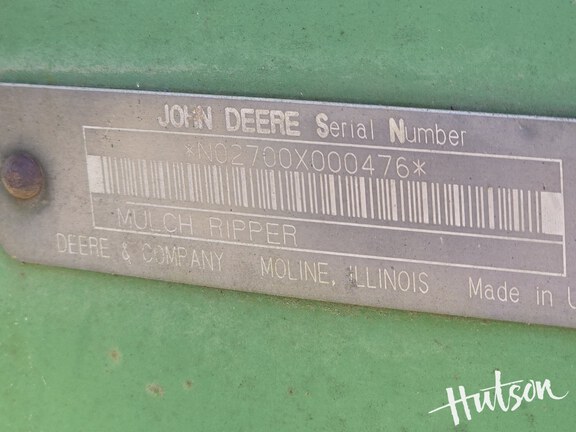 JOHN DEERE Serial Number
*N02700X000476*
MULCH RIPPER
DEERE & COMPANY MOLINE, ILLINOIS Made in U
Hutson